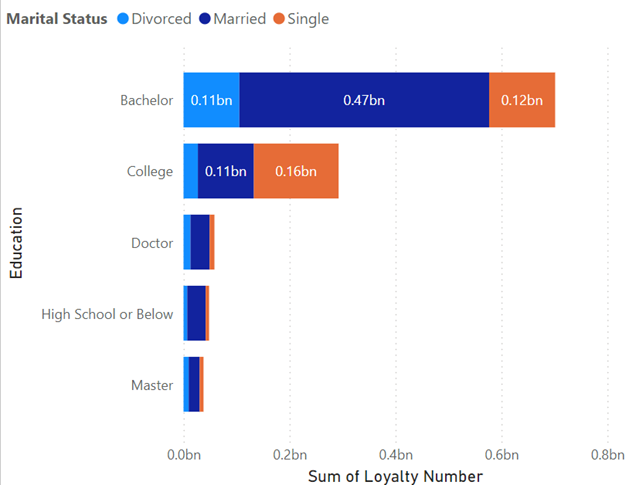 Marital Status Divorced Married Single
Bachelor 0.11bn 0.47bn 0.12bn
College 0.11bn 0.16bn
Doctor
High School or Below
Master
Education
0.0bn 0.2bn 0.4bn 0.6bn 0.8bn
Sum of Loyalty Number